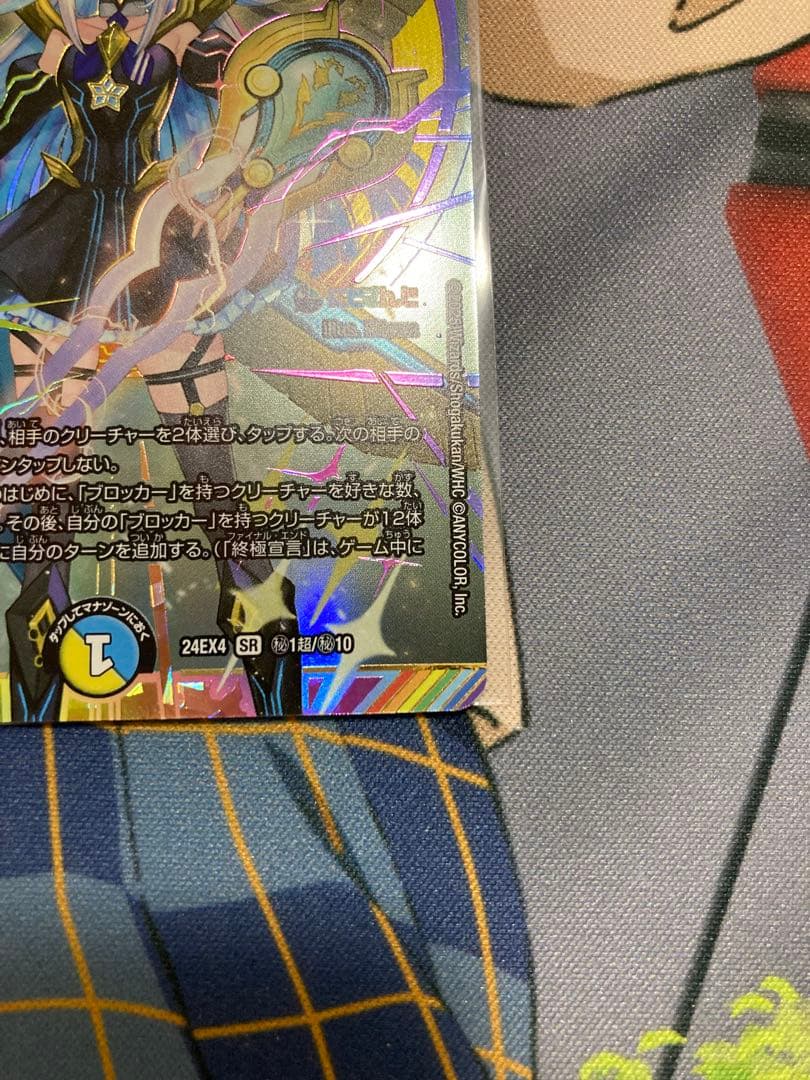 、相手のクリーチャーを2体選び、タップする。次の相手の
ンタップしない。
のはじめに、「ブロッカー」を持つクリーチャーを好きな数、
。その後、自分の「ブロッカー」を持つクリーチャーが12体
に自分のターンを追加する。(「終極宣言」は、ゲーム中に
タップしてマナゾーンにおく
1
24EX4 SR ㊙1超/㊙10
/Shogakukan/WHC ©ANYCOLOR, Inc.